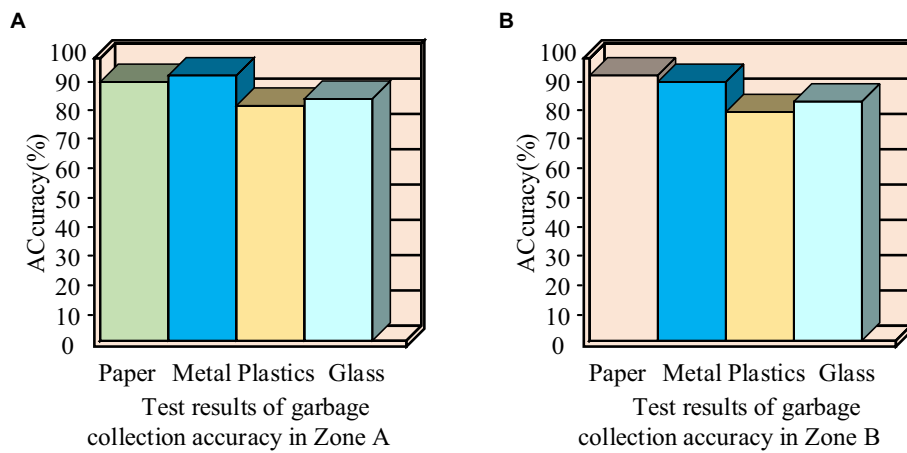 A
100
90
80
70
60
50
40
30
20
10
0
ACcuracy(%)
Paper Metal Plastics Glass
Test results of garbage
collection accuracy in Zone A
B
100
90
80
70
60
50
40
30
20
10
0
ACcuracy(%)
Paper Metal Plastics Glass
Test results of garbage
collection accuracy in Zone B